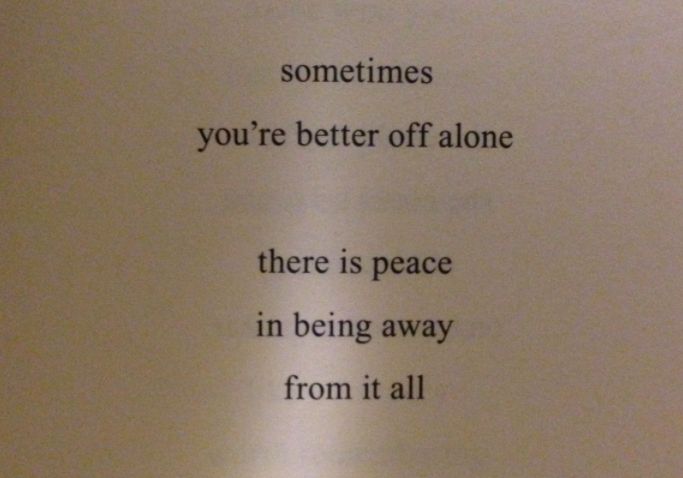 sometimes
you're better off alone
there is peace
in being away
from it all